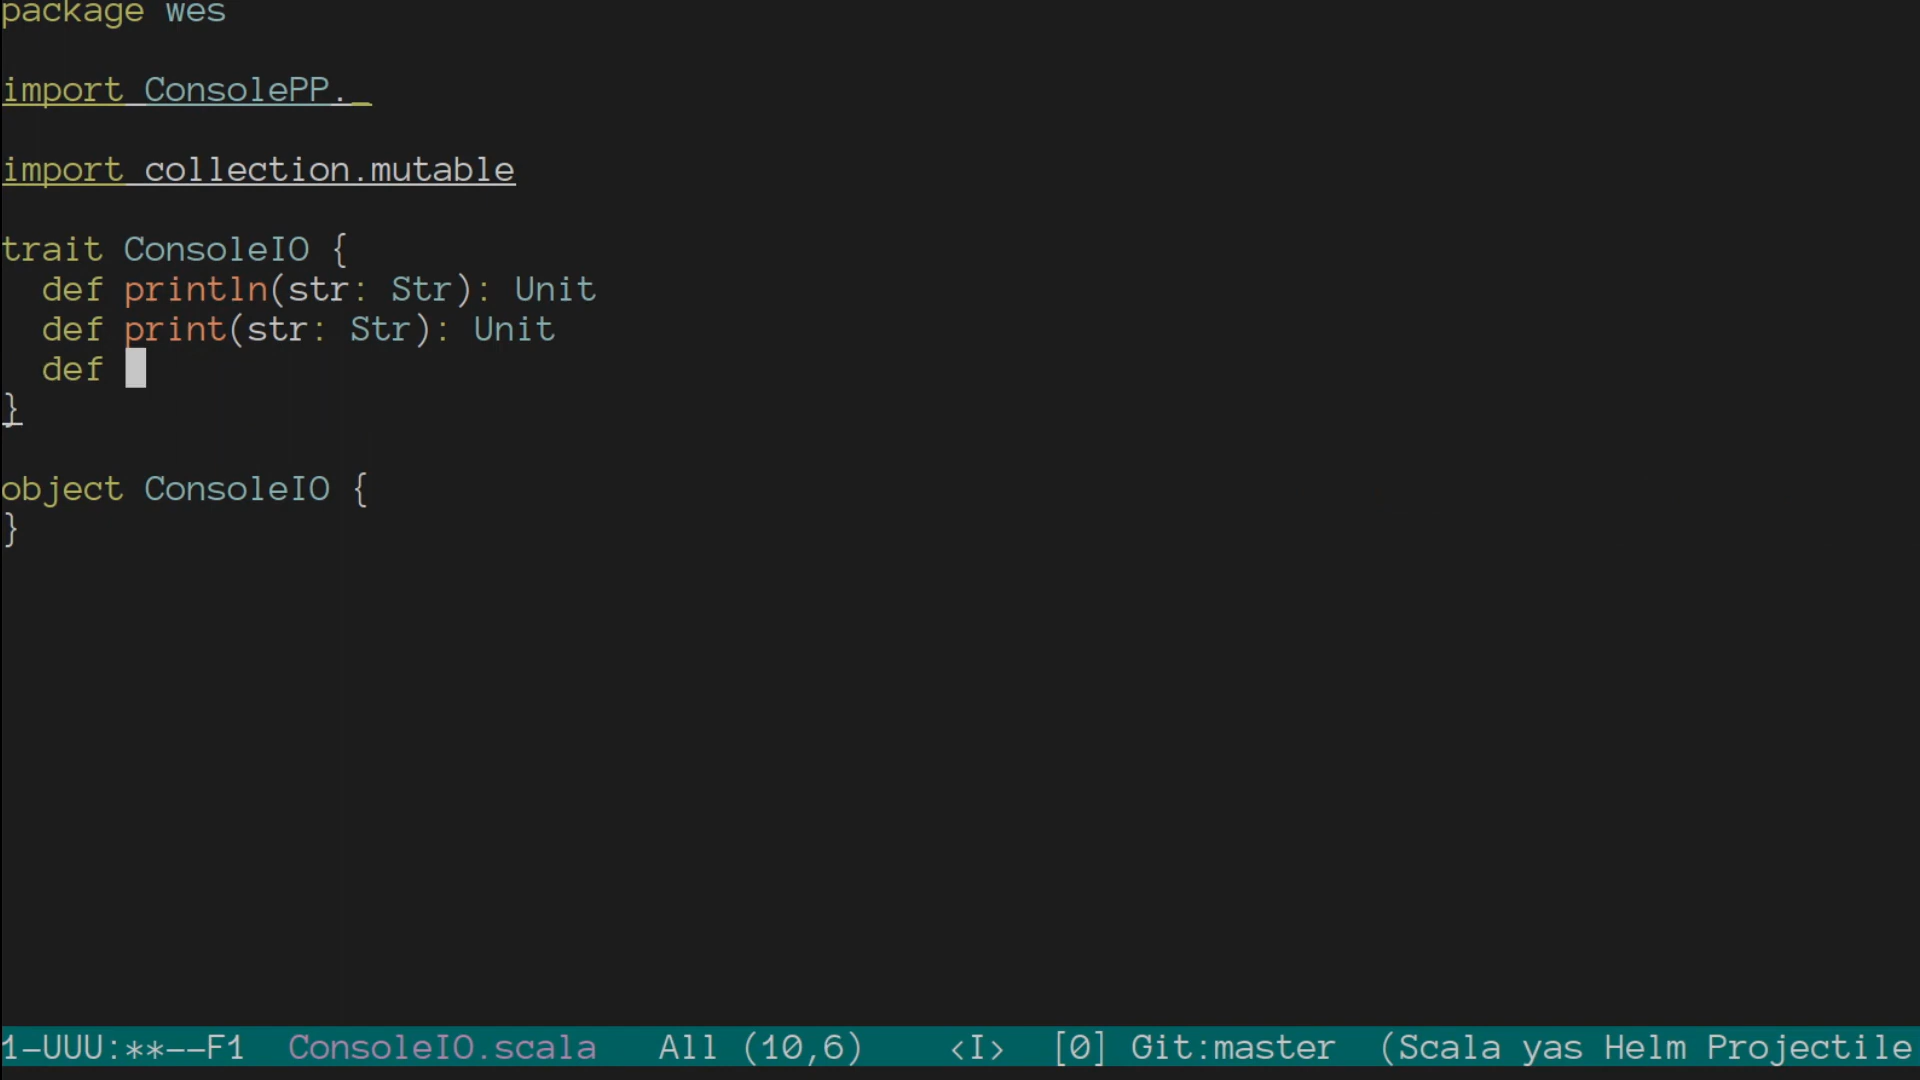 package wes
import ConsolePP._
import collection.mutable
trait ConsoleIO {
  def println(str: Str): Unit
  def print(str: Str): Unit
  def
}
object ConsoleIO {
}
1-UUU:**--F1  ConsoleIO.scala   All (10,6)    <I>  [0] Git:master  (Scala yas Helm Projectile